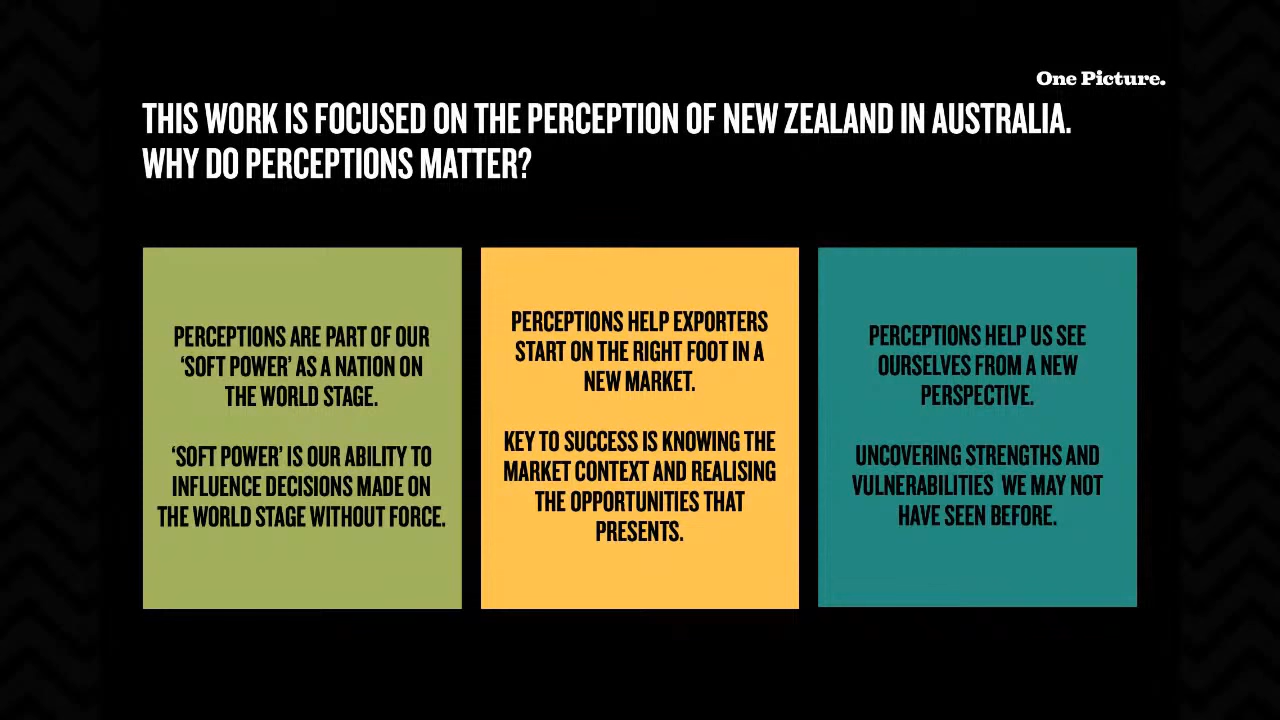 One Picture.
THIS WORK IS FOCUSED ON THE PERCEPTION OF NEW ZEALAND IN AUSTRALIA.
WHY DO PERCEPTIONS MATTER?
PERCEPTIONS ARE PART OF OUR
‘SOFT POWER’ AS A NATION ON
THE WORLD STAGE.
‘SOFT POWER’ IS OUR ABILITY TO
INFLUENCE DECISIONS MADE ON
THE WORLD STAGE WITHOUT FORCE.
PERCEPTIONS HELP EXPORTERS
START ON THE RIGHT FOOT IN A
NEW MARKET.
KEY TO SUCCESS IS KNOWING THE
MARKET CONTEXT AND REALISING
THE OPPORTUNITIES THAT
PRESENTS.
PERCEPTIONS HELP US SEE
OURSELVES FROM A NEW
PERSPECTIVE.
UNCOVERING STRENGTHS AND
VULNERABILITIES WE MAY NOT
HAVE SEEN BEFORE.